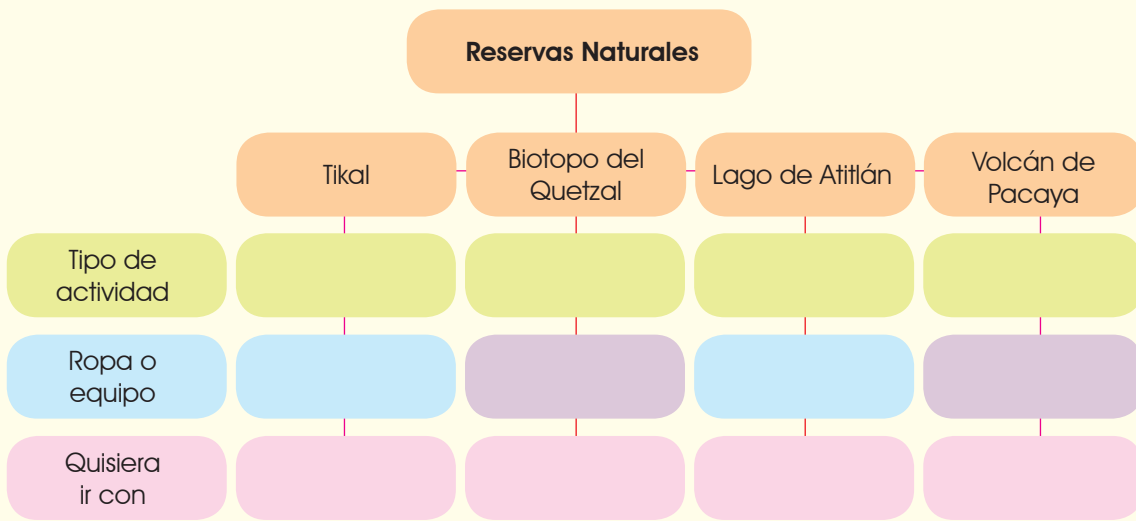 Reservas Naturales
Tikal
Biotopo del
Quetzal
Lago de Atitlán
Volcán de
Pacaya
Tipo de
actividad
Ropa o
equipo
Quisiera
ir con